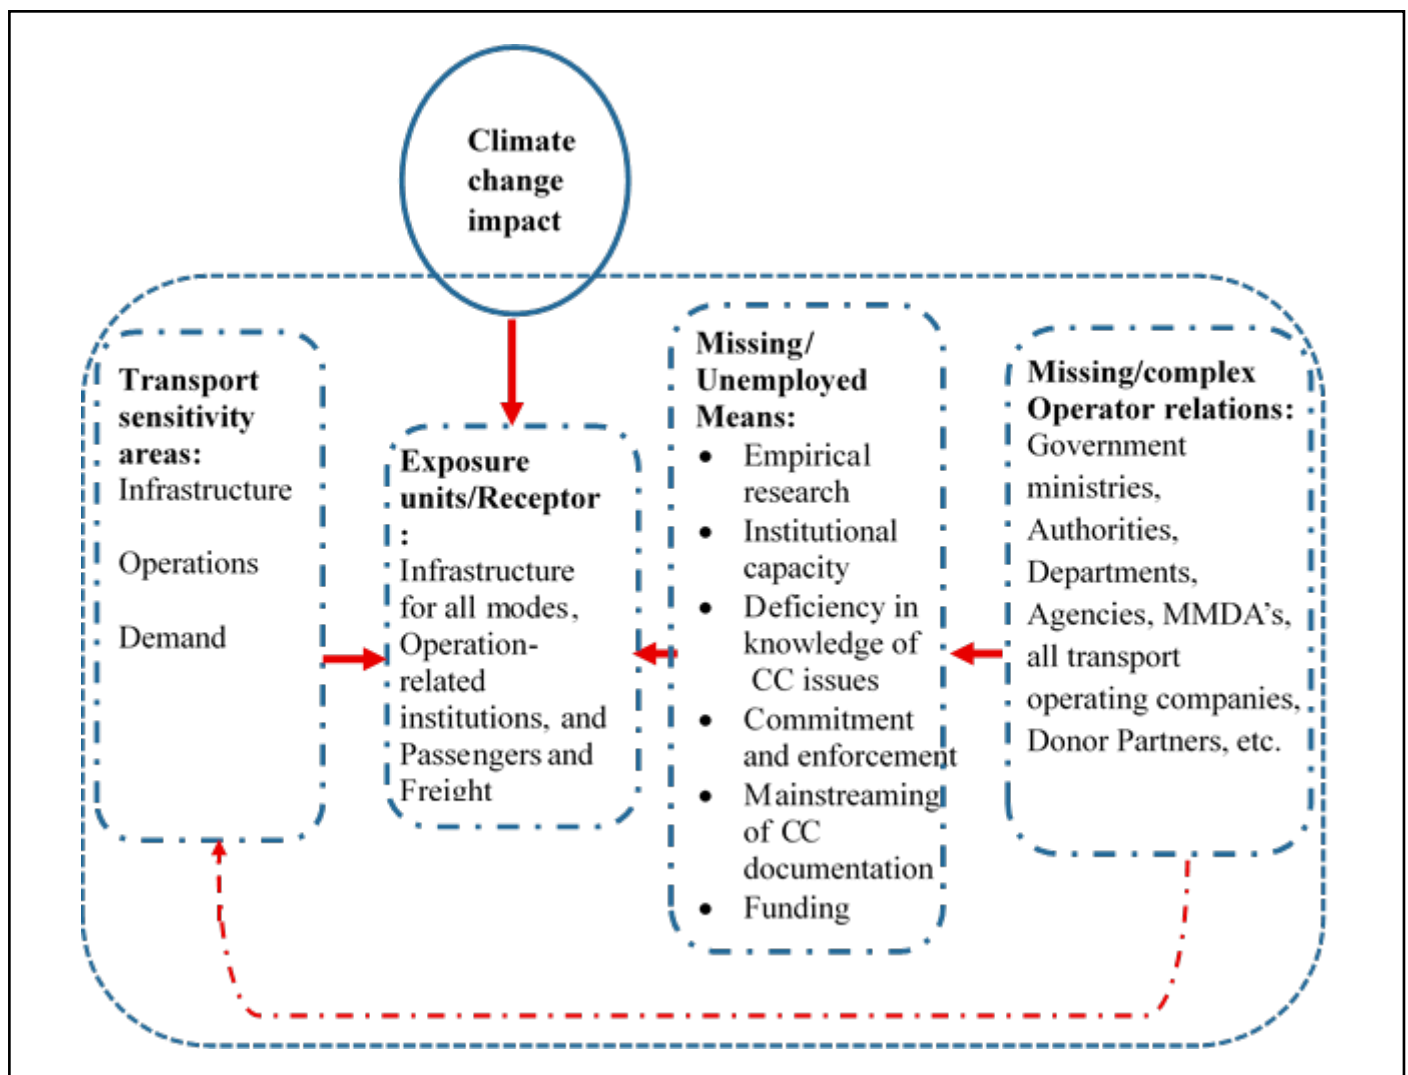 Climate
change
impact
Transport
sensitivity
areas:
Infrastructure
Operations
Demand
Exposure
units/Receptor
:
Infrastructure
for all modes,
Operation-
related
institutions, and
Passengers and
Freight
Missing/
Unemployed
Means:
• Empirical
research
• Institutional
capacity
• Deficiency in
knowledge of
CC issues
• Commitment
and enforcement
• Mainstreaming
of CC
documentation
• Funding
Missing/complex
Operator relations:
Government
ministries,
Authorities,
Departments,
Agencies, MMDA’s,
all transport
operating companies,
Donor Partners, etc.